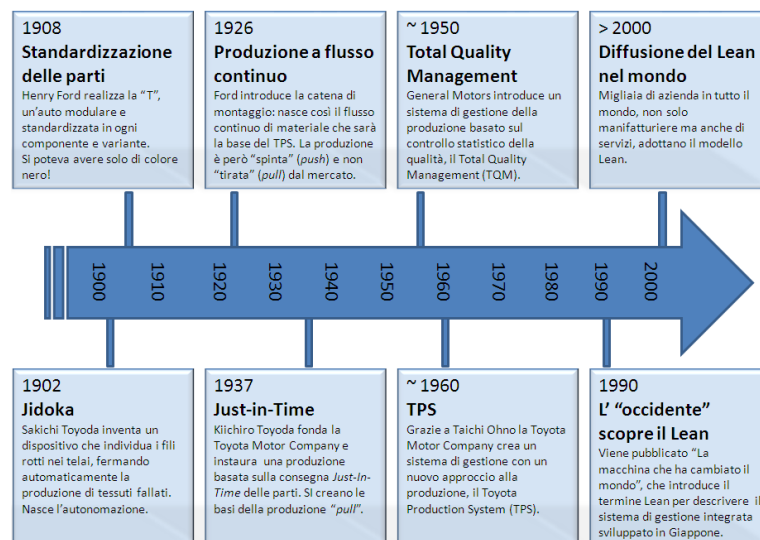 1908
Standardizzazione
delle parti
Henry Ford realizza la “T”,
un’auto modulare e
standardizzata in ogni
componente e variante.
Si poteva avere solo di colore
nero!
1926
Produzione a flusso
continuo
Ford introduce la catena di
montaggio: nasce così il flusso
continuo di materiale che sarà
la base del TPS. La produzione
è però “spinta” (push) e non
“tirata” (pull) dal mercato.
~ 1950
Total Quality
Management
General Motors introduce un
sistema di gestione della
produzione basato sul
controllo statistico della
qualità, il Total Quality
Management (TQM).
> 2000
Diffusione del Lean
nel mondo
Migliaia di azienda in tutto il
mondo, non solo
manifatturiere ma anche di
servizi, adottano il modello
Lean.
1900
1910
1920
1930
1940
1950
1960
1970
1980
1990
2000
1902
Jidoka
Sakichi Toyoda inventa un
dispositivo che individua i fili
rotti nei telai, fermando
automaticamente la
produzione di tessuti fallati.
Nasce l’autonomazione.
1937
Just-in-Time
Kiichiro Toyoda fonda la
Toyota Motor Company e
instaura una produzione
basata sulla consegna Just-In-
Time delle parti. SI creano le
basi della produzione “pull”.
~ 1960
TPS
Grazie a Taichi Ohno la Toyota
Motor Company crea un
sistema di gestione con un
nuovo approccio alla
produzione, il Toyota
Production System (TPS).
1990
L’ “occidente”
scopre il Lean
Viene pubblicato “La
macchina che ha cambiato il
mondo”, che introduce il
termine Lean per descrivere il
sistema di gestione integrata
sviluppato in Giappone.